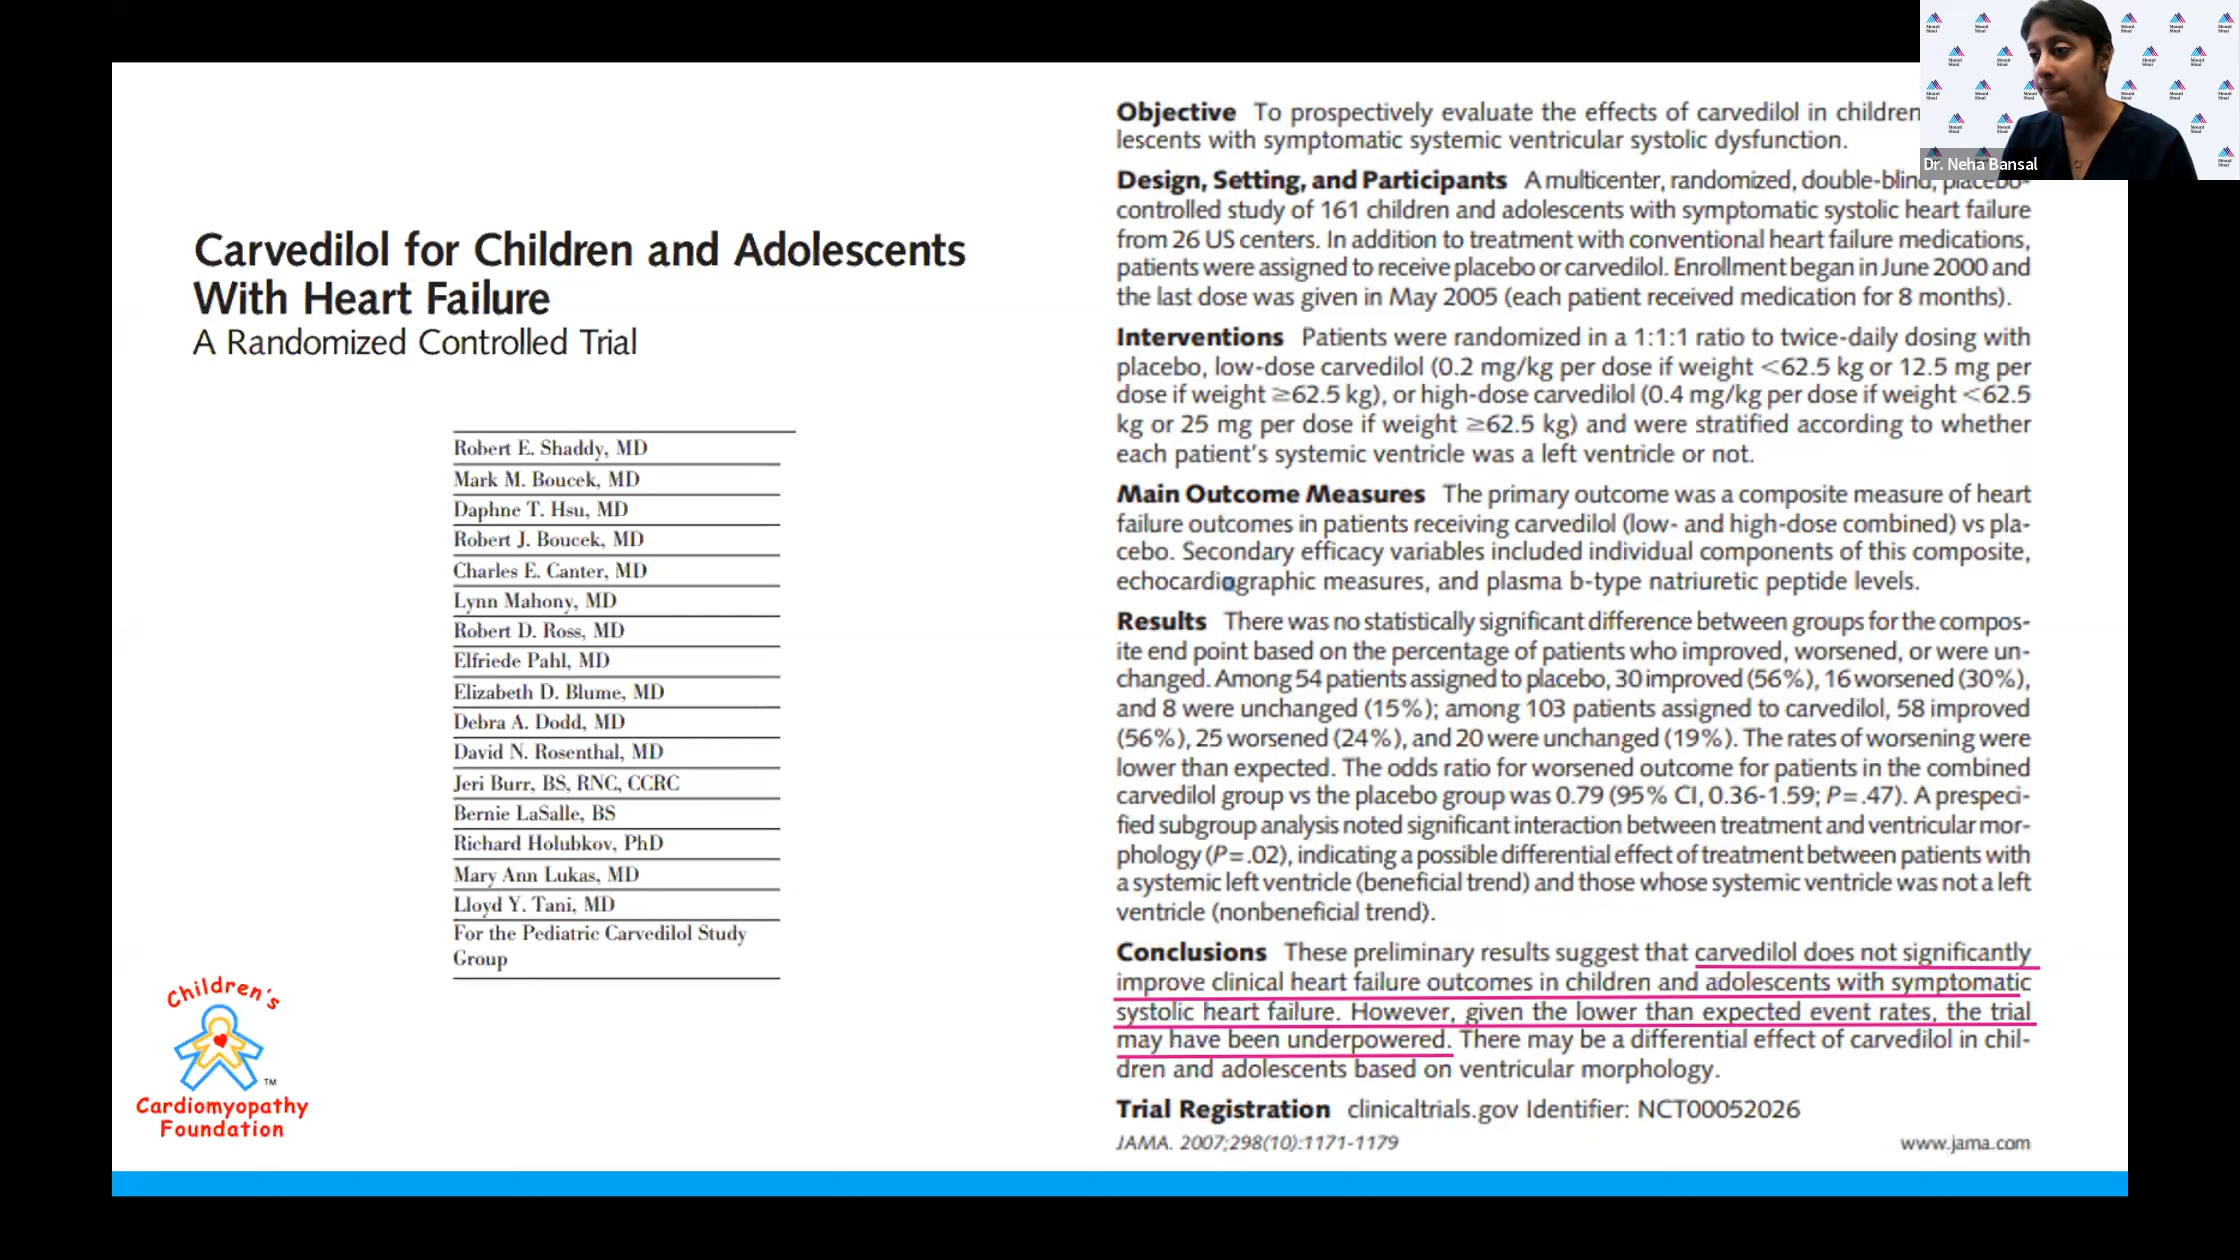 Carvedilol for Children and Adolescents
With Heart Failure
A Randomized Controlled Trial
Robert E. Shaddy, MD
Mark M. Boucek, MD
Daphne T. Hsu, MD
Robert J. Boucek, MD
Charles E. Canter, MD
Lynn Mahony, MD
Robert D. Ross, MD
Elfriede Pahl, MD
Elizabeth D. Blume, MD
Debra A. Dodd, MD
David N. Rosenthal, MD
Jeri Burr, BS, RNC, CCRC
Bernie LaSalle, BS
Richard Holubkov, PhD
Mary Ann Lukas, MD
Lloyd Y. Tani, MD
For the Pediatric Carvedilol Study
Group
Children's
Cardiomyopathy
Foundation
TM
Objective To prospectively evaluate the effects of carvedilol in children
lescents with symptomatic systemic ventricular systolic dysfunction.
Design, Setting, and Participants A multicenter, randomized, double-blind, placebo-
controlled study of 161 children and adolescents with symptomatic systolic heart failure
from 26 US centers. In addition to treatment with conventional heart failure medications,
patients were assigned to receive placebo or carvedilol. Enrollment began in June 2000 and
the last dose was given in May 2005 (each patient received medication for 8 months).
Interventions Patients were randomized in a 1:1:1 ratio to twice-daily dosing with
placebo, low-dose carvedilol (0.2 mg/kg per dose if weight <62.5 kg or 12.5 mg per
dose if weight ≥62.5 kg), or high-dose carvedilol (0.4 mg/kg per dose if weight <62.5
kg or 25 mg per dose if weight ≥62.5 kg) and were stratified according to whether
each patient's systemic ventricle was a left ventricle or not.
Main Outcome Measures The primary outcome was a composite measure of heart
failure outcomes in patients receiving carvedilol (low- and high-dose combined) vs pla-
cebo. Secondary efficacy variables included individual components of this composite,
echocardiographic measures, and plasma b-type natriuretic peptide levels.
Results There was no statistically significant difference between groups for the compos-
ite end point based on the percentage of patients who improved, worsened, or were un-
changed. Among 54 patients assigned to placebo, 30 improved (56%), 16 worsened (30%),
and 8 were unchanged (15%); among 103 patients assigned to carvedilol, 58 improved
(56%), 25 worsened (24%), and 20 were unchanged (19%). The rates of worsening were
lower than expected. The odds ratio for worsened outcome for patients in the combined
carvedilol group vs the placebo group was 0.79 (95% CI, 0.36-1.59; P=.47). A prespeci-
fied subgroup analysis noted significant interaction between treatment and ventricular mor-
phology (P=.02), indicating a possible differential effect of treatment between patients with
a systemic left ventricle (beneficial trend) and those whose systemic ventricle was not a left
ventricle (nonbeneficial trend).
Conclusions These preliminary results suggest that carvedilol does not significantly
improve clinical heart failure outcomes in children and adolescents with symptomatic
systolic heart failure. However, given the lower than expected event rates, the trial
may have been underpowered. There may be a differential effect of carvedilol in chil-
dren and adolescents based on ventricular morphology.
Trial Registration clinicaltrials.gov Identifier: NCT00052026
JAMA. 2007;298(10):1171-1179
www.jama.com
Dr. Neha Bansal
Mount
Sinai